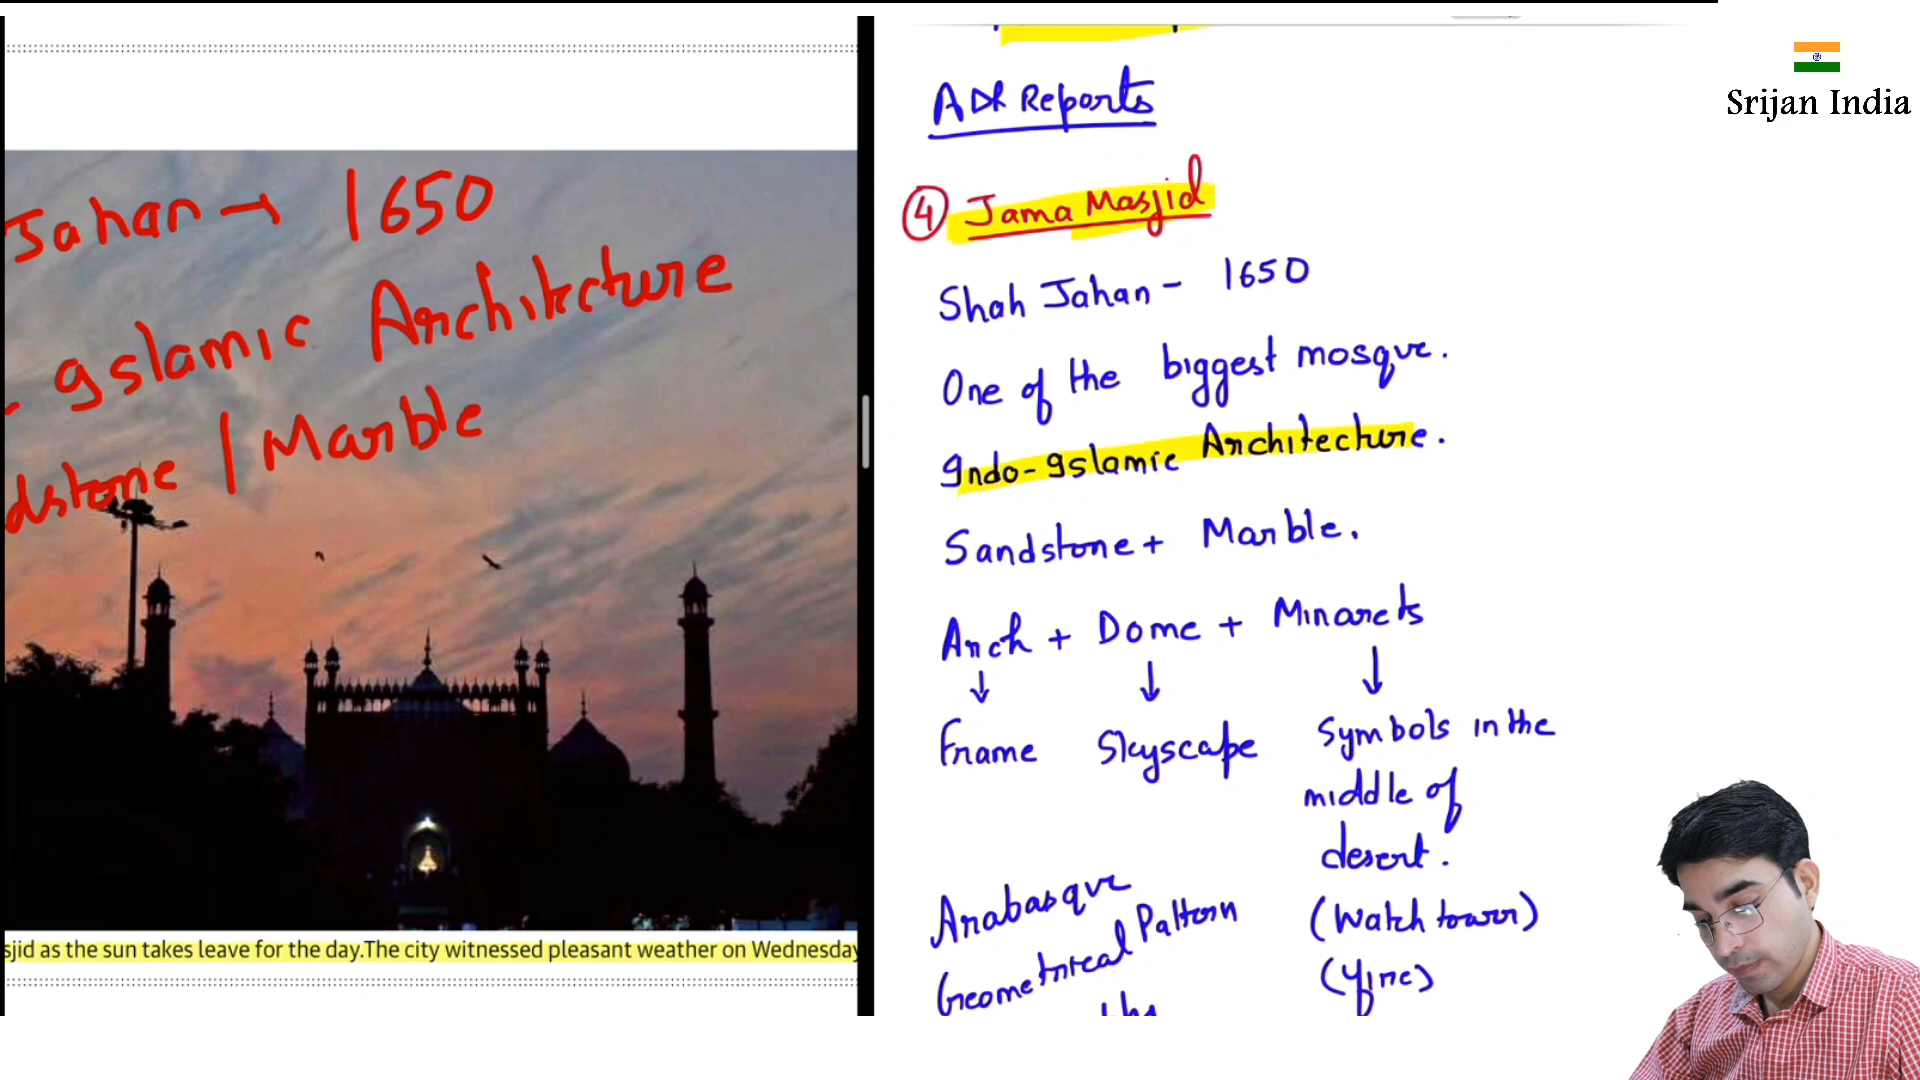 Jahan → 1650
- Islamic Architecture
dstone / Marble
sjid as the sun takes leave for the day.The city witnessed pleasant weather on Wednesday
ADR Reports
④ Jama Masjid
Shah Jahan - 1650
One of the biggest mosque.
Indo-Islamic Architecture.
Sandstone + Marble.
Arch + Dome + Minarets
↓ ↓ ↓
Frame Skyscape Symbols in the
middle of
desert.
(Watch tower)
(Fire)
Arabasque
Geometrical Pattern
Srijan India